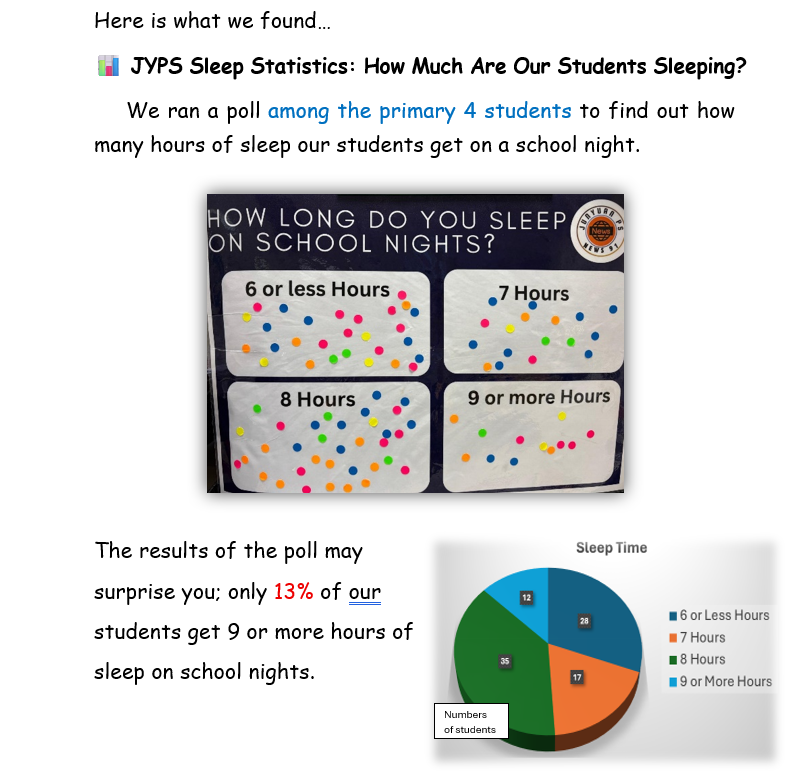 Here is what we found…
JYPS Sleep Statistics: How Much Are Our Students Sleeping?
We ran a poll among the primary 4 students to find out how
many hours of sleep our students get on a school night.
HOW LONG DO YOU SLEEP
ON SCHOOL NIGHTS?
JUNYUAN PS
News
NEWS 91
6 or less Hours
7 Hours
8 Hours
9 or more Hours
The results of the poll may
surprise you; only 13% of our
students get 9 or more hours of
sleep on school nights.
Sleep Time
12
28
35
17
6 or Less Hours
7 Hours
8 Hours
9 or More Hours
Numbers
of students